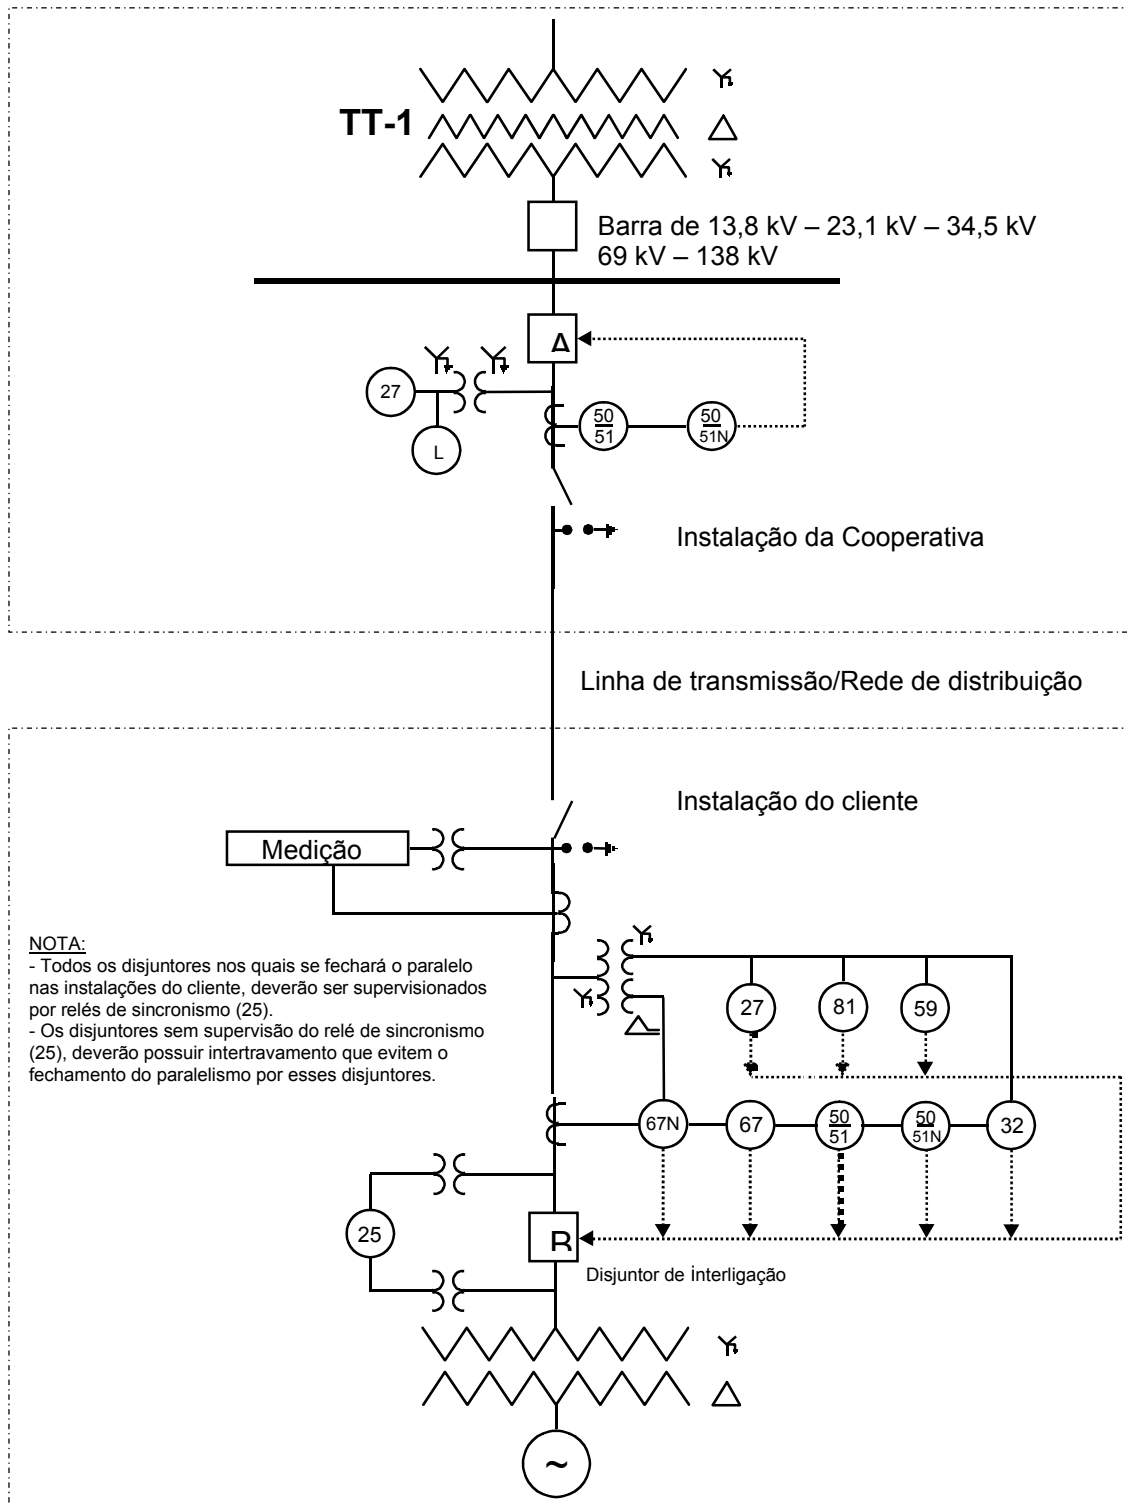 TT-1
Barra de 13,8 kV – 23,1 kV – 34,5 kV
69 kV – 138 kV
A
27
L
50
51
50
51N
Instalação da Cooperativa
Linha de transmissão/Rede de distribuição
Instalação do cliente
Medição
NOTA:
- Todos os disjuntores nos quais se fechará o paralelo
nas instalações do cliente, deverão ser supervisionados
por relés de sincronismo (25).
- Os disjuntores sem supervisão do relé de sincronismo
(25), deverão possuir intertravamento que evitem o
fechamento do paralelismo por esses disjuntores.
27
81
59
67N
67
50
51
50
51N
32
25
B
Disjuntor de interligação
~